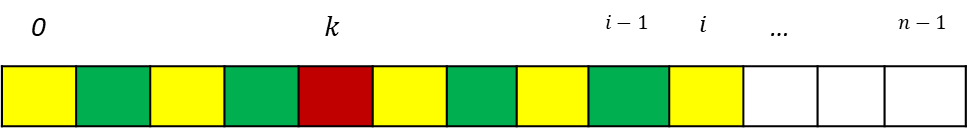 0 k i − 1 i ... n − 1